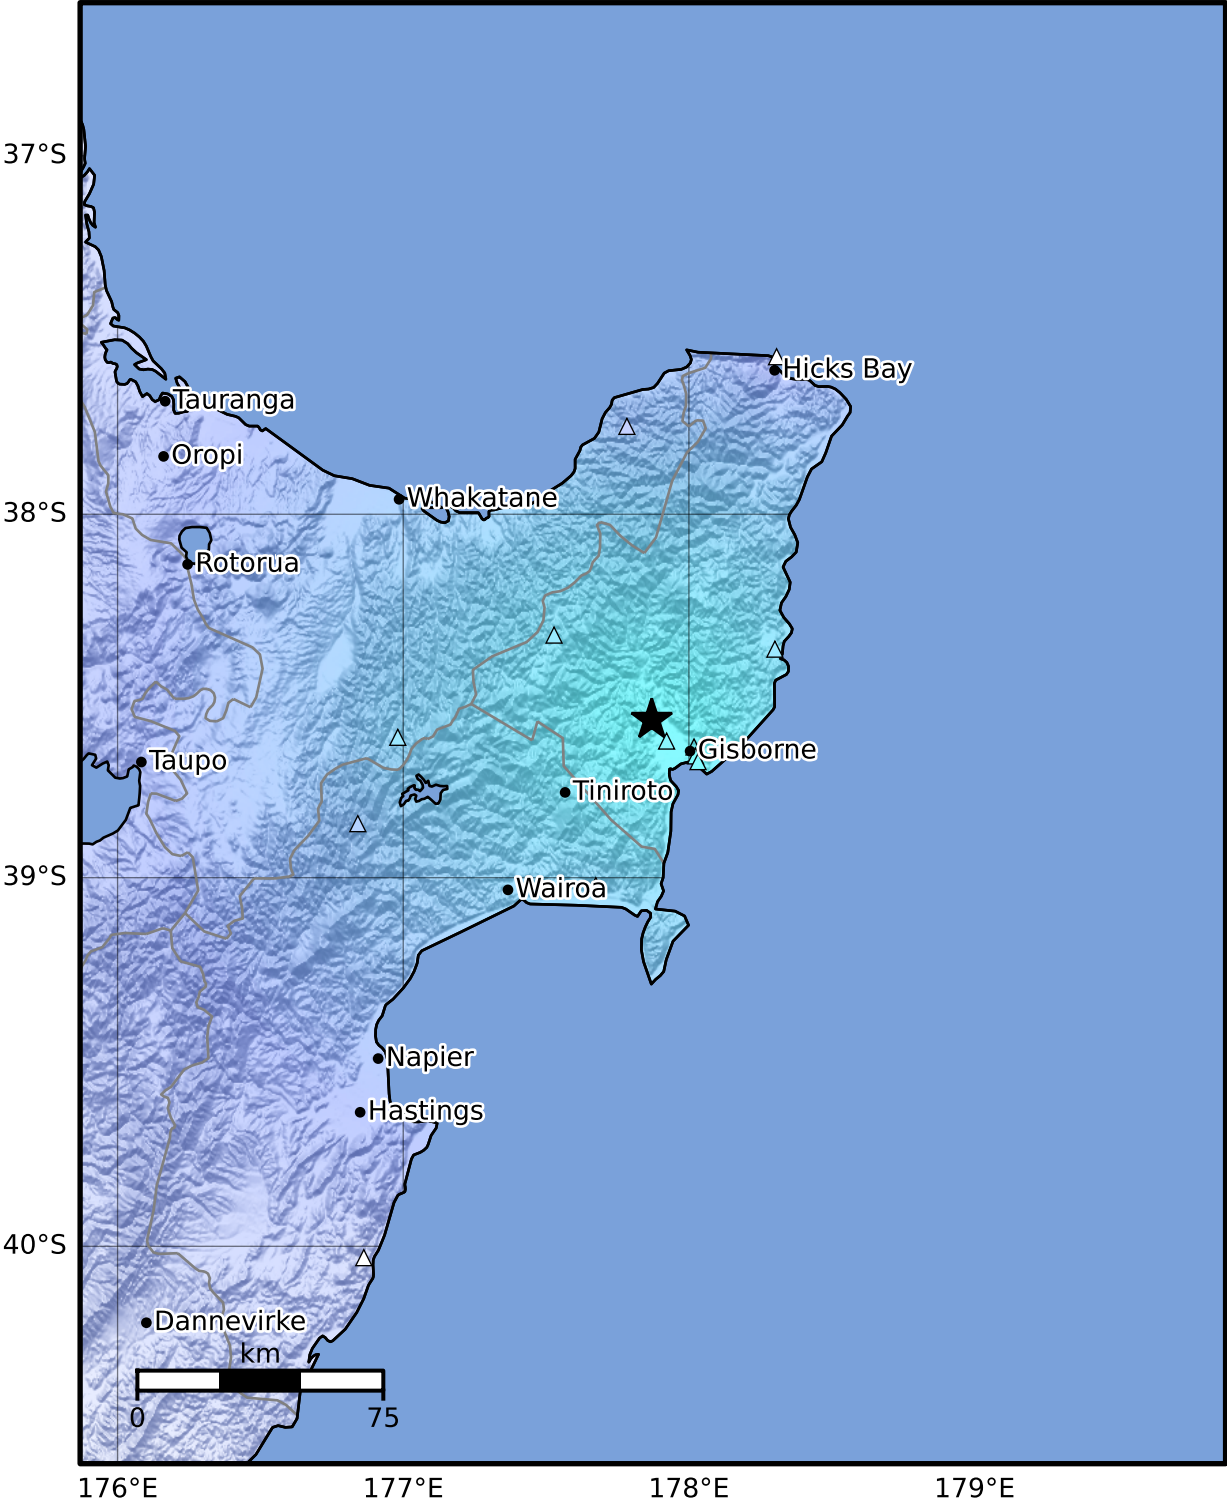 37°S
Hicks Bay
Tauranga
Oropi
Whakatane
38°S
Rotorua
Gisborne
Taupo
Tiniroto
39°S
Wairoa
Napier
Hastings
40°S
Dannevirke
km
0 75
176°E 177°E 178°E 179°E